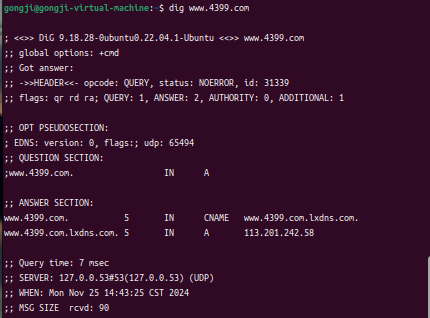 gongji@gongji-virtual-machine:~$ dig www.4399.com
; <<>> DiG 9.18.28-0ubuntu0.22.04.1-Ubuntu <<>> www.4399.com
;; global options: +cmd
;; Got answer:
;; ->>HEADER<<- opcode: QUERY, status: NOERROR, id: 31339
;; flags: qr rd ra; QUERY: 1, ANSWER: 2, AUTHORITY: 0, ADDITIONAL: 1
;; OPT PSEUDOSECTION:
; EDNS: version: 0, flags:; udp: 65494
;; QUESTION SECTION:
;www.4399.com. IN A
;; ANSWER SECTION:
www.4399.com. 5 IN CNAME www.4399.com.lxdns.com.
www.4399.com.lxdns.com. 5 IN A 113.201.242.58
;; Query time: 7 msec
;; SERVER: 127.0.0.53#53(127.0.0.53) (UDP)
;; WHEN: Mon Nov 25 14:43:25 CST 2024
;; MSG SIZE rcvd: 90